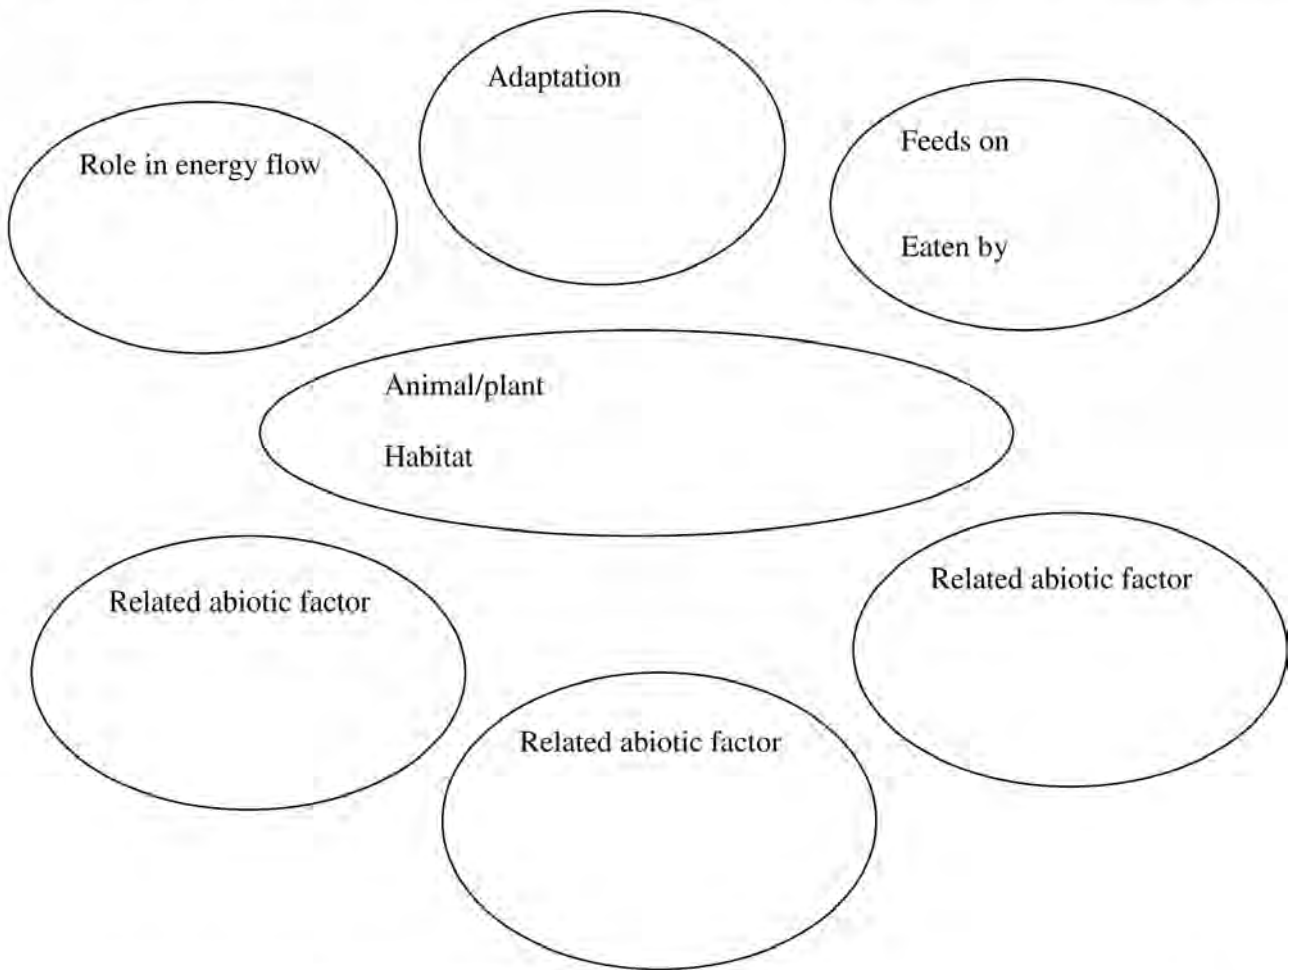 Adaptation
Role in energy flow
Feeds on
Eaten by
Animal/plant
Habitat
Related abiotic factor
Related abiotic factor
Related abiotic factor